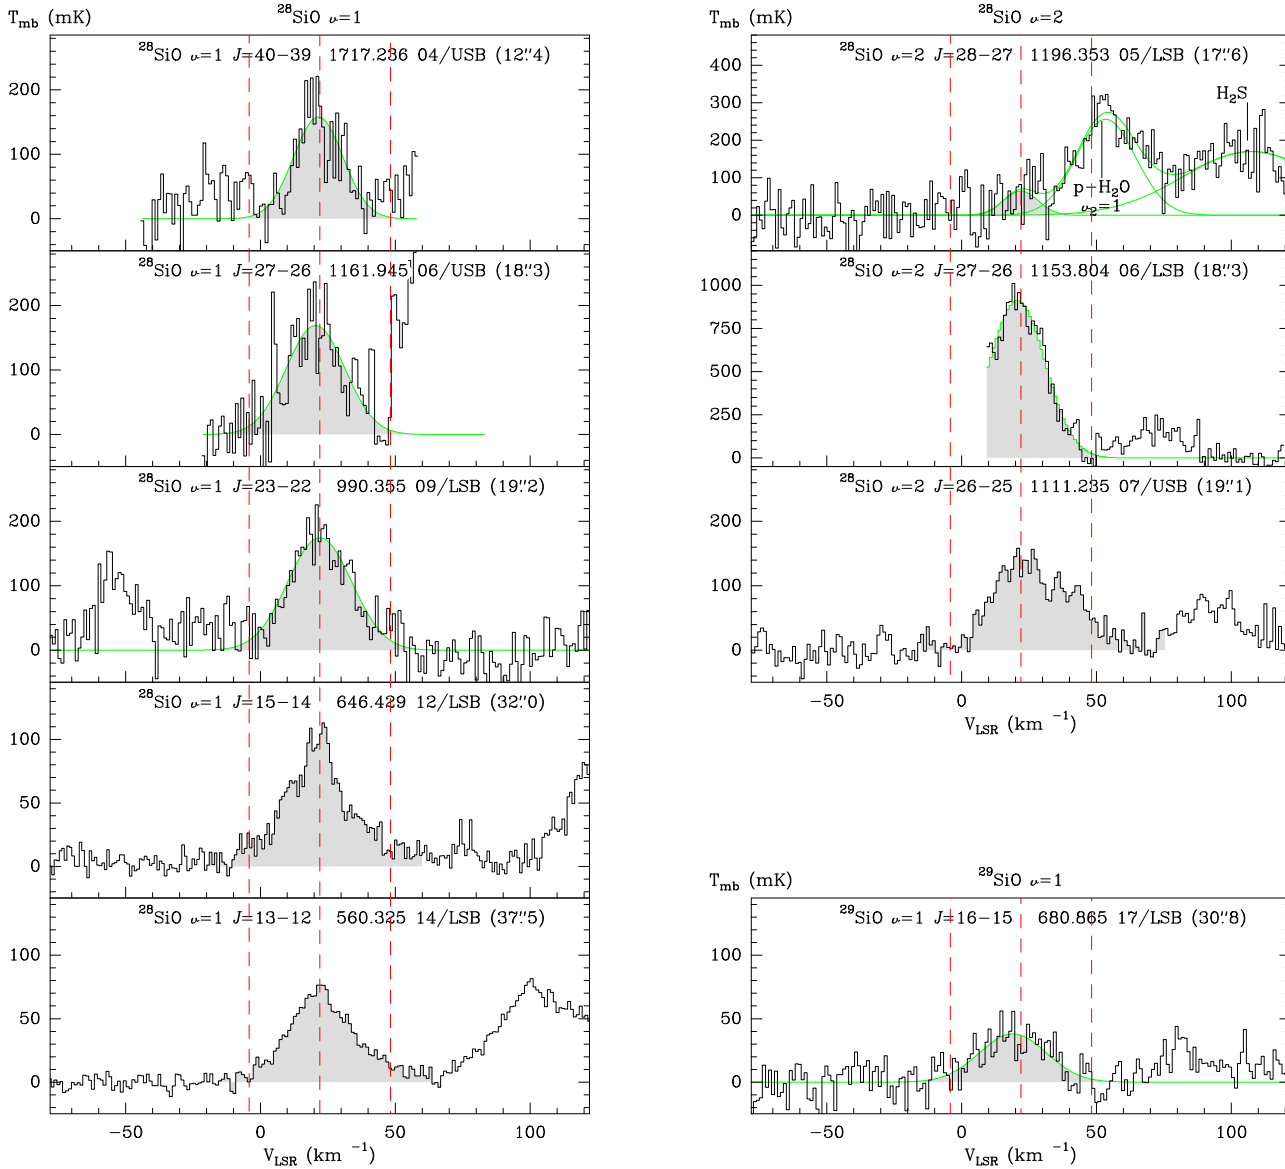 T_mb (mK) ²⁸SiO υ=1
²⁸SiO υ=1 J=40−39 1717.236 04/USB (12.″4)
200
100
0
²⁸SiO υ=1 J=27−26 1161.945 06/USB (18.″3)
200
100
0
²⁸SiO υ=1 J=23−22 990.355 09/LSB (19.″2)
200
100
0
²⁸SiO υ=1 J=15−14 646.429 12/LSB (32.″0)
100
50
0
²⁸SiO υ=1 J=13−12 560.325 14/LSB (37.″5)
100
50
0
−50 0 50 100
V_LSR (km ⁻¹)
T_mb (mK) ²⁸SiO υ=2
²⁸SiO υ=2 J=28−27 1196.353 05/LSB (17.″6)
400
300
200
100
0
H₂S
p+H₂O
υ₂=1
²⁸SiO υ=2 J=27−26 1153.804 06/LSB (18.″3)
1000
750
500
250
0
²⁸SiO υ=2 J=26−25 1111.235 07/USB (19.″1)
200
100
0
−50 0 50 100
V_LSR (km ⁻¹)
T_mb (mK) ²⁹SiO υ=1
²⁹SiO υ=1 J=16−15 680.865 17/LSB (30.″8)
100
50
0
−50 0 50 100
V_LSR (km ⁻¹)